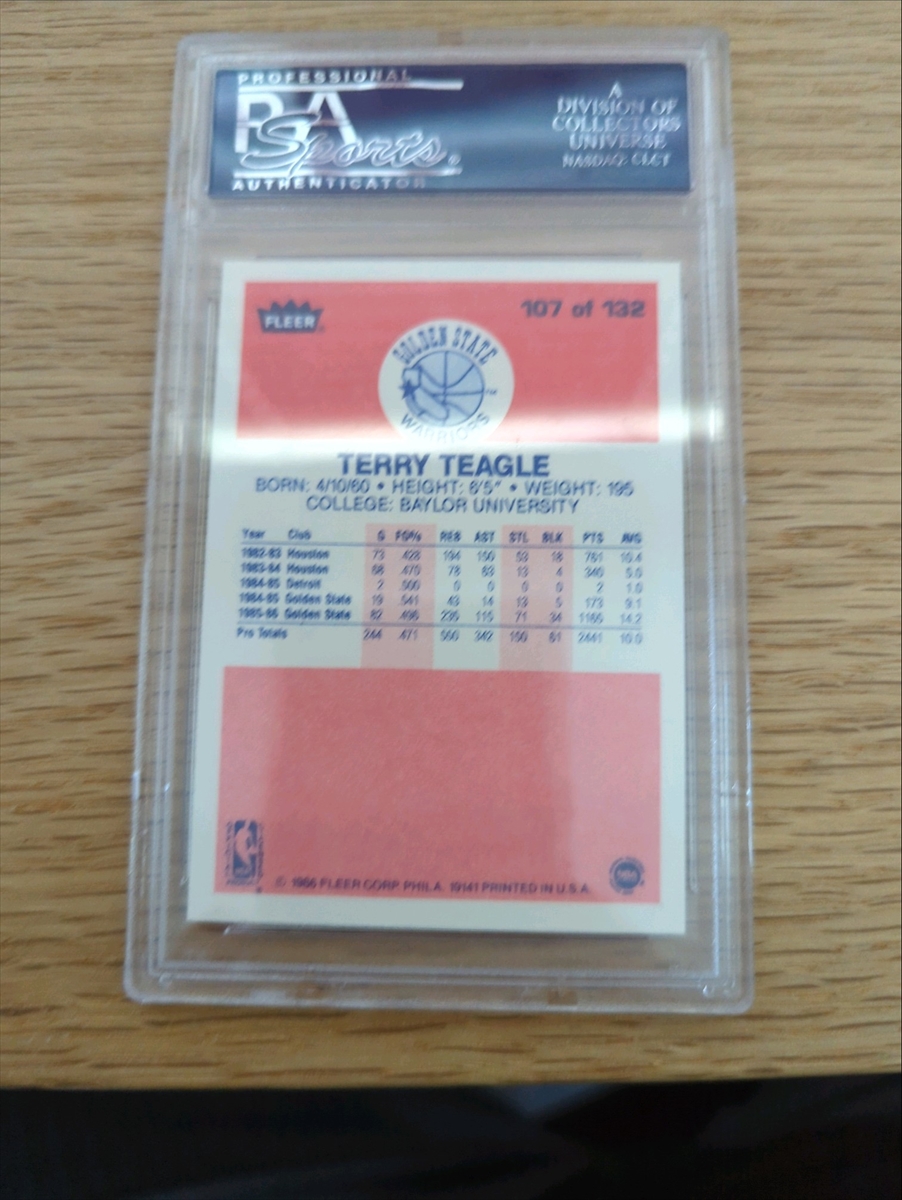 PROFESSIONAL
PSA
Sports®
AUTHENTICATOR
A
DIVISION OF
COLLECTORS
UNIVERSE
NASDAQ: CLCT
FLEER®
107 of 132
GOLDEN STATE
WARRIORS
TERRY TEAGLE
BORN: 4/10/60 • HEIGHT: 6'5" • WEIGHT: 195
COLLEGE: BAYLOR UNIVERSITY
Year Club G FG% REB AST STL BLK PTS AVG
1982-83 Houston 73 .428 194 150 53 18 761 10.4
1983-84 Houston 68 .470 78 63 13 4 340 5.0
1984-85 Detroit 2 .500 0 0 0 0 2 1.0
1984-85 Golden State 19 .541 43 14 13 5 173 9.1
1985-86 Golden State 82 .496 235 115 71 34 1165 14.2
Pro Totals 244 .471 550 342 150 61 2441 10.0
© 1986 FLEER CORP. PHILA. 19141 PRINTED IN U.S.A.